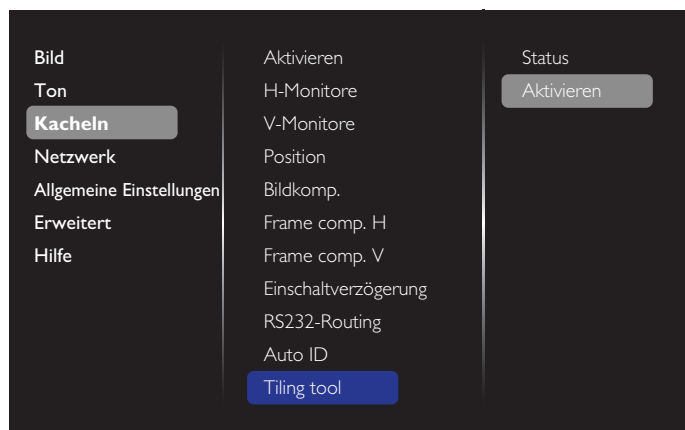 Bild
Ton
Kacheln
Netzwerk
Allgemeine Einstellungen
Erweitert
Hilfe
Aktivieren
H-Monitore
V-Monitore
Position
Bildkomp.
Frame comp. H
Frame comp. V
Einschaltverzögerung
RS232-Routing
Auto ID
Tiling tool
Status
Aktivieren